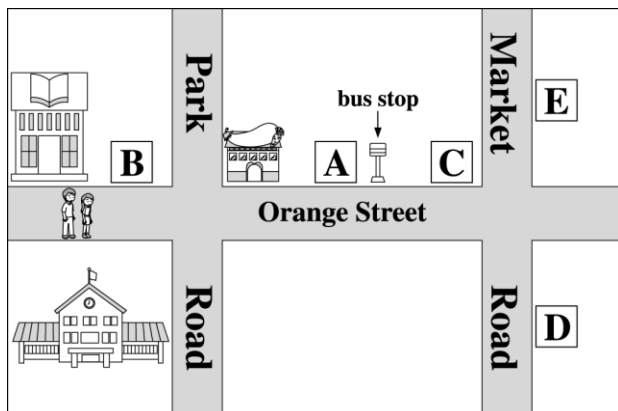 Park
Market
E
bus stop
B
A
C
Orange Street
Road
Road
D